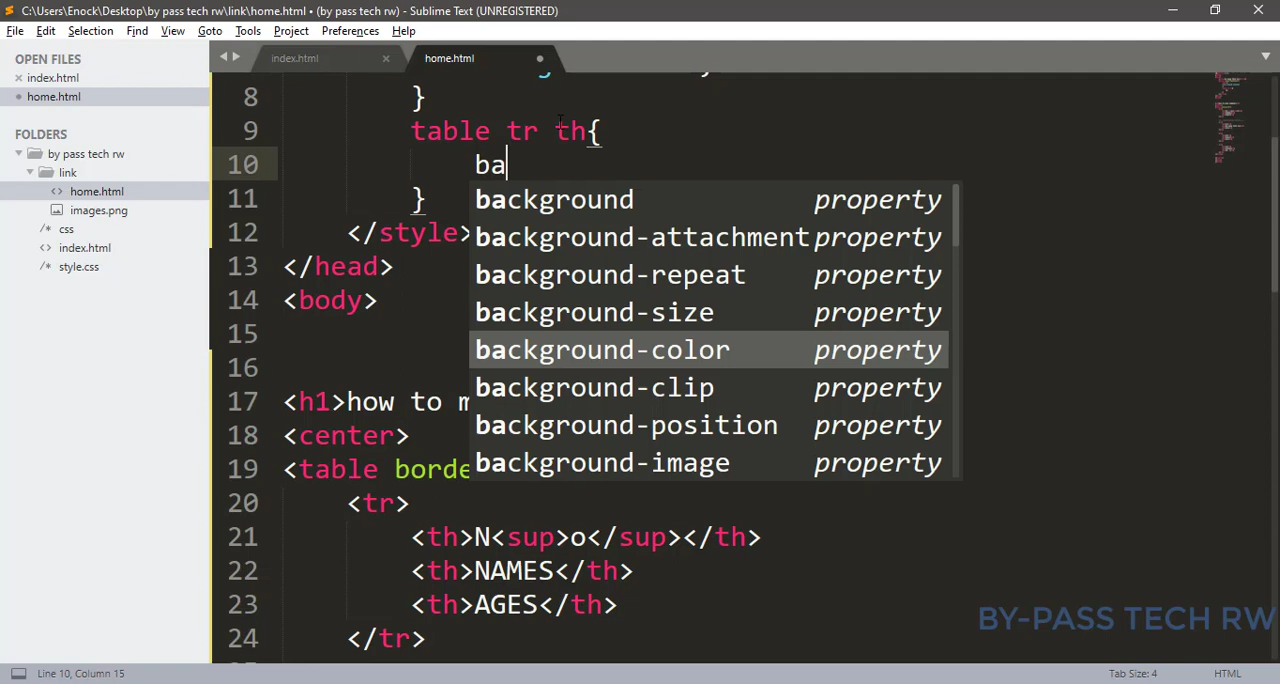 C:\Users\Enock\Desktop\by pass tech rw\link\home.html • (by pass tech rw) - Sublime Text (UNREGISTERED)
File Edit Selection Find View Goto Tools Project Preferences Help
OPEN FILES
index.html
home.html
FOLDERS
by pass tech rw
link
home.html
images.png
css
index.html
style.css
index.html
home.html
8 }
9 table tr th{
10 ba
11 }
12 </style>
13 </head>
14 <body>
15
16
17 <h1>how to m
18 <center>
19 <table borde
20 <tr>
21 <th>N<sup>o</sup></th>
22 <th>NAMES</th>
23 <th>AGES</th>
24 </tr>
background property
background-attachment property
background-repeat property
background-size property
background-color property
background-clip property
background-position property
background-image property
BY-PASS TECH RW
Line 10, Column 15
Tab Size: 4
HTML